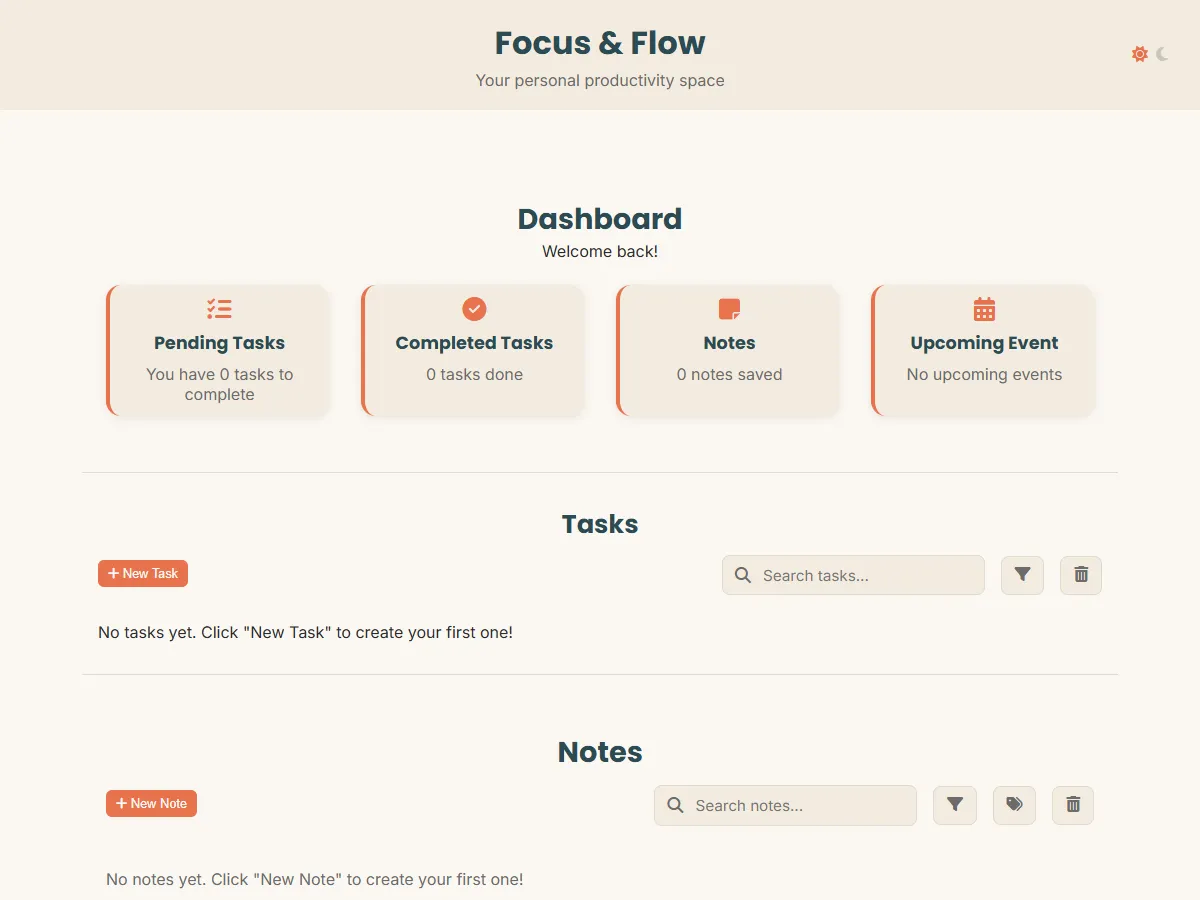 Focus & Flow
Your personal productivity space
Dashboard
Welcome back!
Pending Tasks
You have 0 tasks to
complete
Completed Tasks
0 tasks done
Notes
0 notes saved
Upcoming Event
No upcoming events
Tasks
New Task
Search tasks...
No tasks yet. Click "New Task" to create your first one!
Notes
New Note
Search notes...
No notes yet. Click "New Note" to create your first one!